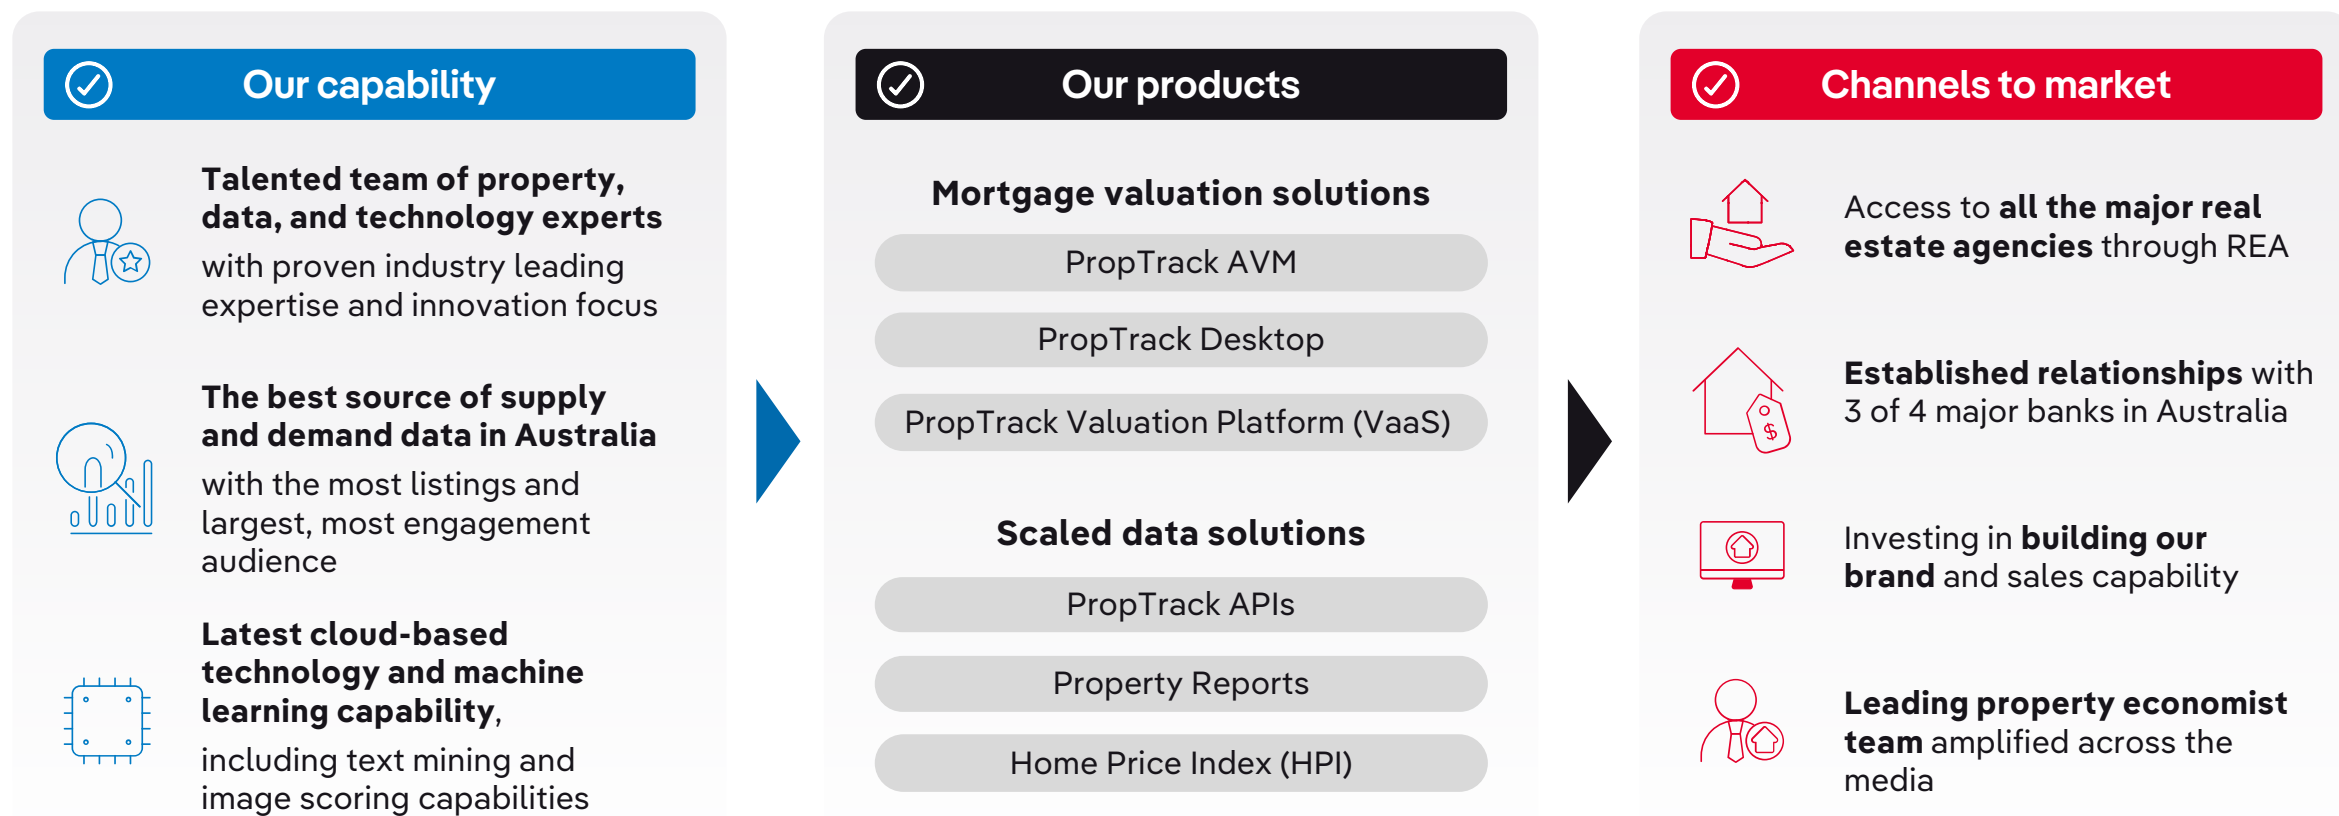 Our capability
Talented team of property,
data, and technology experts
with proven industry leading
expertise and innovation focus
The best source of supply
and demand data in Australia
with the most listings and
largest, most engagement
audience
Latest cloud-based
technology and machine
learning capability,
including text mining and
image scoring capabilities
Our products
Mortgage valuation solutions
PropTrack AVM
PropTrack Desktop
PropTrack Valuation Platform (VaaS)
Scaled data solutions
PropTrack APIs
Property Reports
Home Price Index (HPI)
Channels to market
Access to all the major real
estate agencies through REA
Established relationships with
3 of 4 major banks in Australia
$
Investing in building our
brand and sales capability
Leading property economist
team amplified across the
media